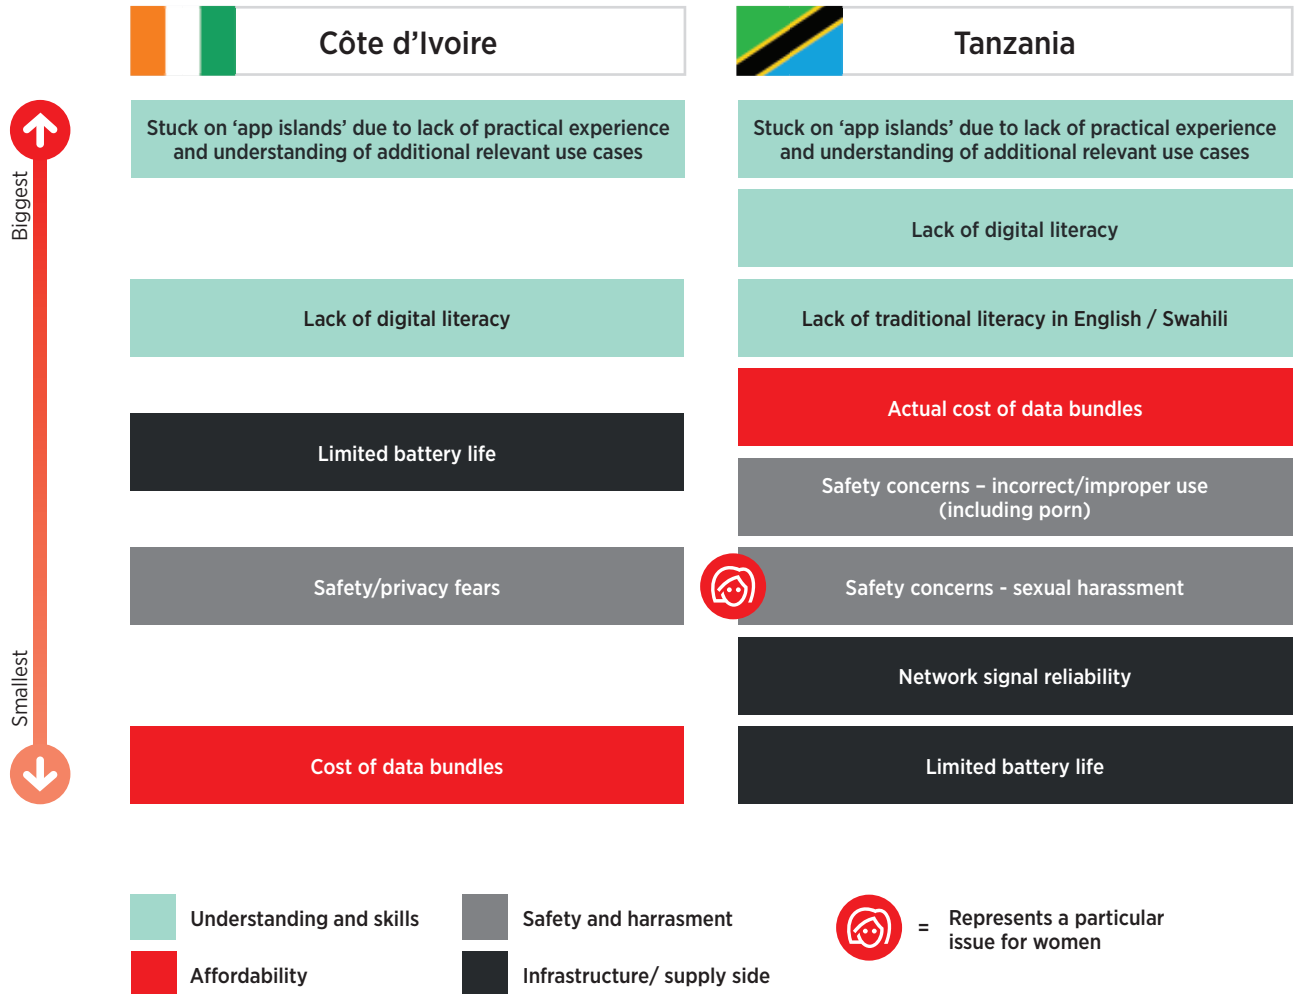 Côte d’Ivoire
Tanzania
Biggest
Smallest
Stuck on ‘app islands’ due to lack of practical experience
and understanding of additional relevant use cases
Lack of digital literacy
Limited battery life
Safety/privacy fears
Cost of data bundles
Stuck on ‘app islands’ due to lack of practical experience
and understanding of additional relevant use cases
Lack of digital literacy
Lack of traditional literacy in English / Swahili
Actual cost of data bundles
Safety concerns – incorrect/improper use
(including porn)
Safety concerns - sexual harassment
Network signal reliability
Limited battery life
Understanding and skills
Affordability
Safety and harrasment
Infrastructure/ supply side
=
Represents a particular
issue for women